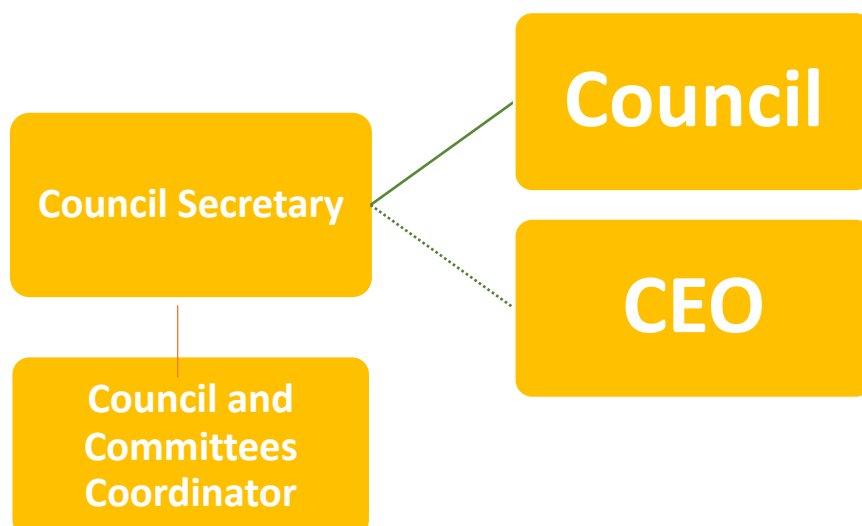 Council
Council Secretary
CEO
Council and
Committees
Coordinator